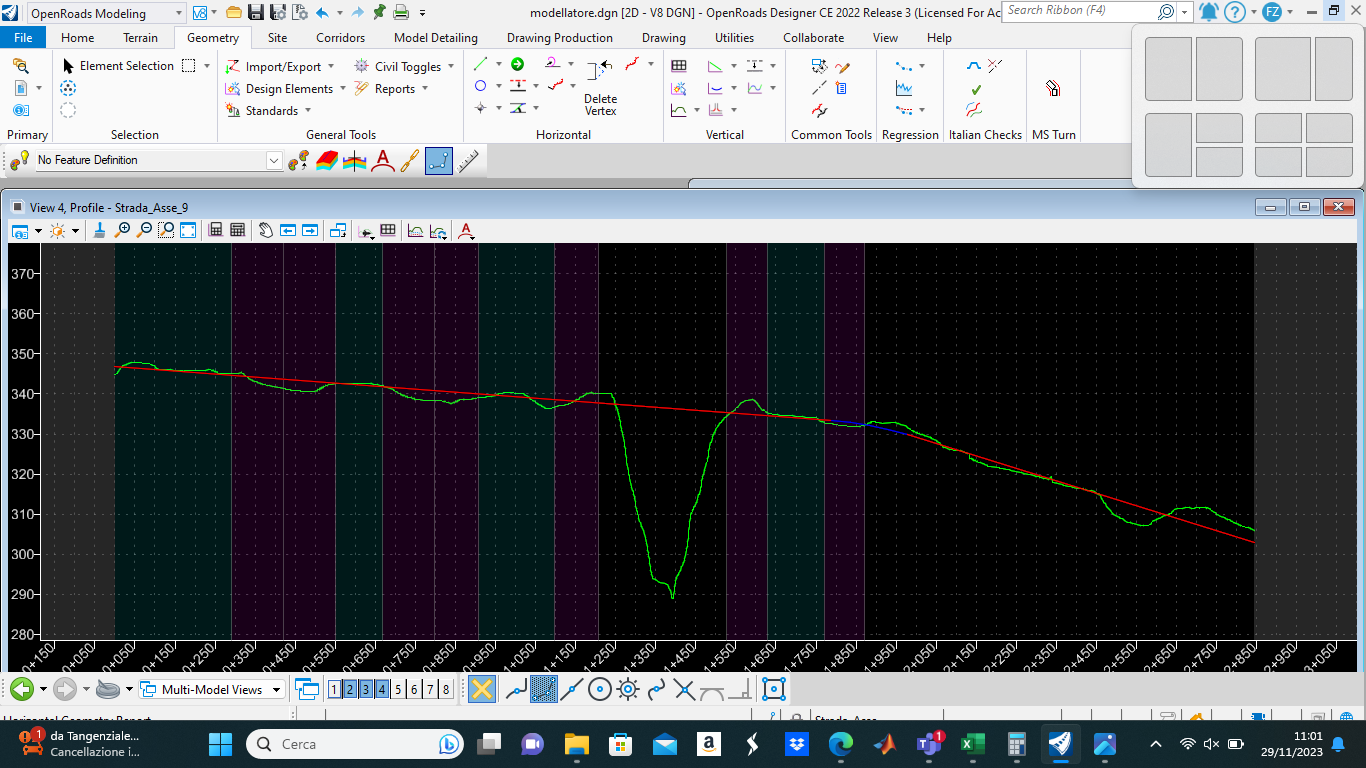 OpenRoads Modeling
modellatore.dgn [2D - V8 DGN] - OpenRoads Designer CE 2022 Release 3 (Licensed For Ac
Search Ribbon (F4)
FZ
File Home Terrain Geometry Site Corridors Model Detailing Drawing Production Drawing Utilities Collaborate View Help
Element Selection
Import/Export
Civil Toggles
Design Elements
Reports
Standards
Delete
Vertex
Primary Selection General Tools Horizontal Vertical Common Tools Regression Italian Checks MS Turn
No Feature Definition
View 4, Profile - Strada_Asse_9
370
360
350
340
330
320
310
300
290
280
0+150 0+050 0+050 0+150 0+250 0+350 0+450 0+550 0+650 0+750 0+850 0+950 1+050 1+150 1+250 1+350 1+450 1+550 1+650 1+750 1+850 1+950 2+050 2+150 2+250 2+350 2+450 2+550 2+650 2+750 2+850 2+950 3+050
Multi-Model Views
1 2 3 4 5 6 7 8
Horizontal Geometry Report
Strada_Asse
1
da Tangenziale...
Cancellazione i...
Cerca
1
11:01
29/11/2023